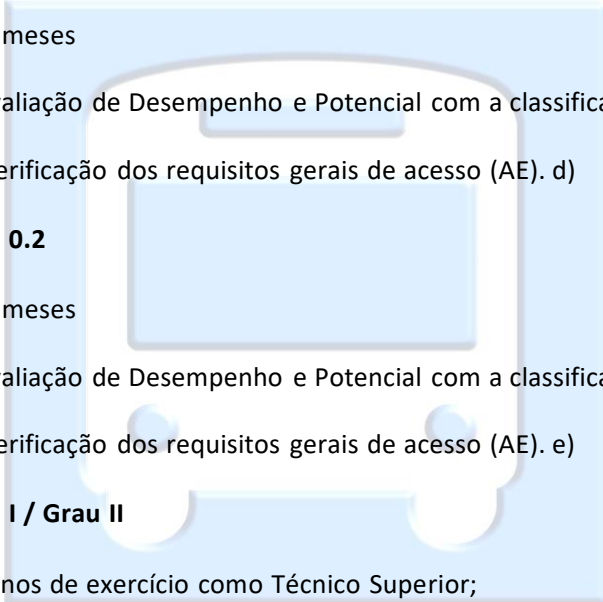 meses
aliação de Desempenho e Potencial com a classifica
erificação dos requisitos gerais de acesso (AE). d)
0.2
meses
aliação de Desempenho e Potencial com a classifica
erificação dos requisitos gerais de acesso (AE). e)
I / Grau II
nos de exercício como Técnico Superior;